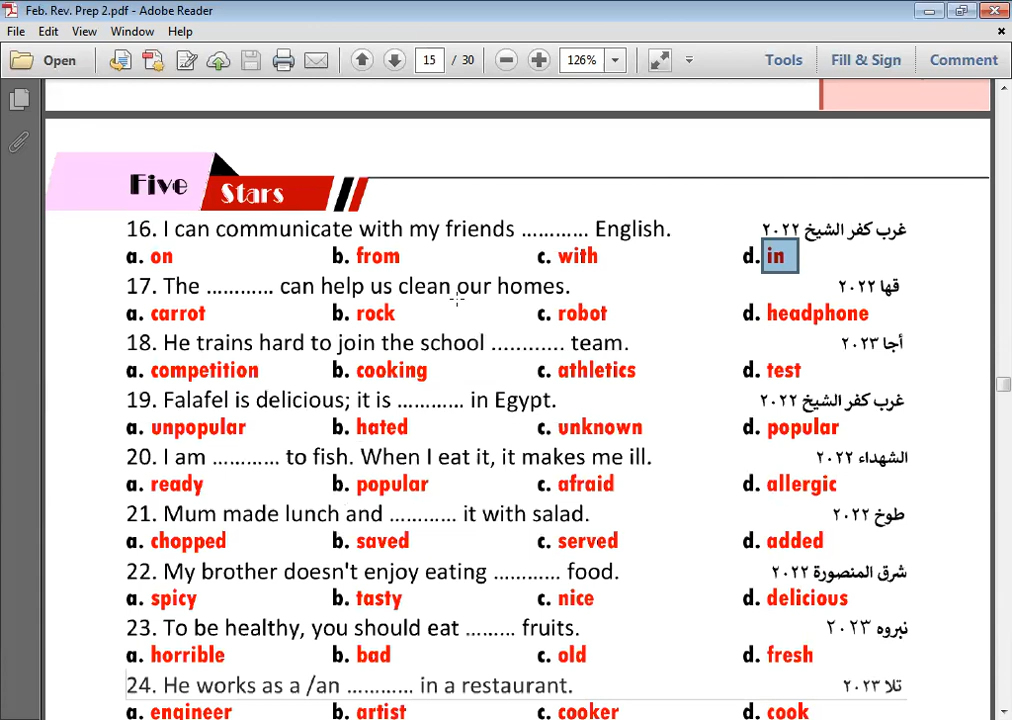 Feb. Rev. Prep 2.pdf - Adobe Reader
File Edit View Window Help
Open 15 / 30 126% Tools Fill & Sign Comment
Five Stars
16. I can communicate with my friends ………… English. غرب كفر الشيخ ٢٠٢٢
a. on b. from c. with d. in
17. The ………… can help us clean our homes. قها ٢٠٢٢
a. carrot b. rock c. robot d. headphone
18. He trains hard to join the school ………… team. أجا ٢٠٢٣
a. competition b. cooking c. athletics d. test
19. Falafel is delicious; it is ………… in Egypt. غرب كفر الشيخ ٢٠٢٢
a. unpopular b. hated c. unknown d. popular
20. I am ………… to fish. When I eat it, it makes me ill. الشهداء ٢٠٢٢
a. ready b. popular c. afraid d. allergic
21. Mum made lunch and ………… it with salad. طوخ ٢٠٢٢
a. chopped b. saved c. served d. added
22. My brother doesn't enjoy eating ………… food. شرق المنصورة ٢٠٢٢
a. spicy b. tasty c. nice d. delicious
23. To be healthy, you should eat ……… fruits. نبروه ٢٠٢٣
a. horrible b. bad c. old d. fresh
24. He works as a /an ………… in a restaurant. تلا ٢٠٢٣
a. engineer b. artist c. cooker d. cook